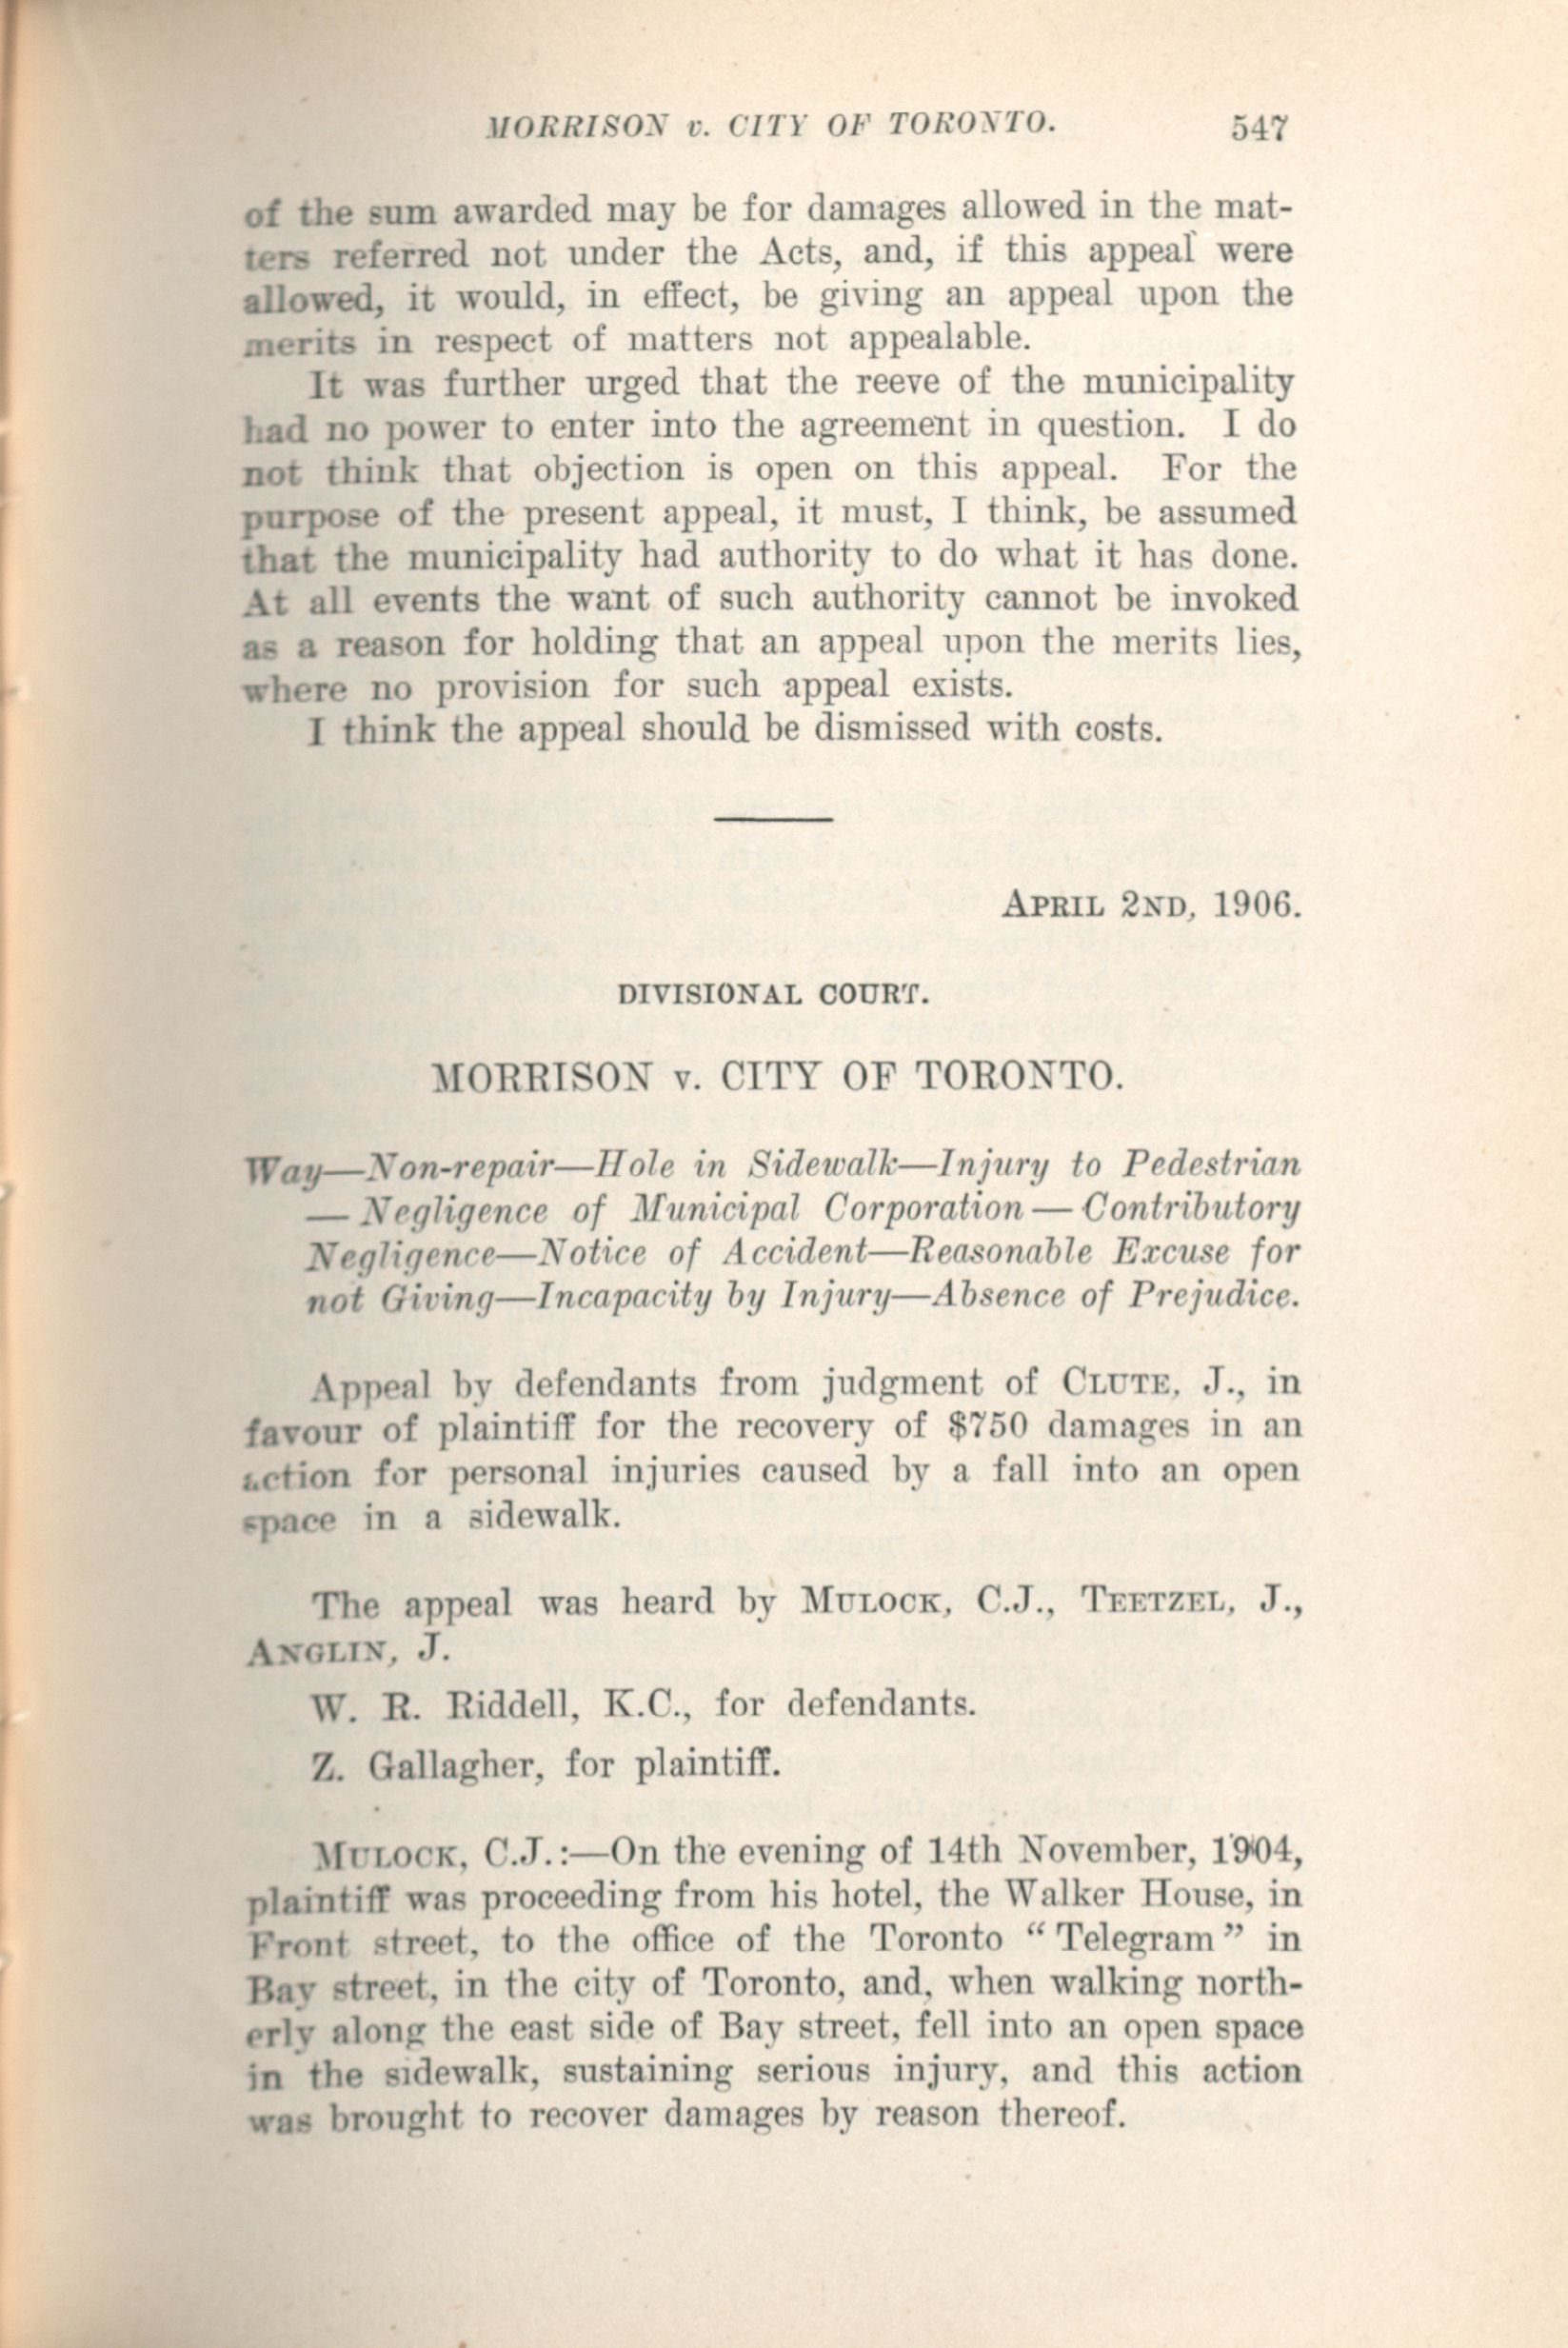 MORRISON v. CITY OF TORONTO. 547
of the sum awarded may be for damages allowed in the mat-
ters referred not under the Acts, and, if this appeal were
allowed, it would, in effect, be giving an appeal upon the
merits in respect of matters not appealable.
It was further urged that the reeve of the municipality
had no power to enter into the agreement in question. I do
not think that objection is open on this appeal. For the
purpose of the present appeal, it must, I think, be assumed
that the municipality had authority to do what it has done.
At all events the want of such authority cannot be invoked
as a reason for holding that an appeal upon the merits lies,
where no provision for such appeal exists.
I think the appeal should be dismissed with costs.
APRIL 2ND, 1906.
DIVISIONAL COURT.
MORRISON v. CITY OF TORONTO.
Way—Non-repair—Hole in Sidewalk—Injury to Pedestrian
— Negligence of Municipal Corporation — Contributory
Negligence—Notice of Accident—Reasonable Excuse for
not Giving—Incapacity by Injury—Absence of Prejudice.
Appeal by defendants from judgment of CLUTE, J., in
favour of plaintiff for the recovery of $750 damages in an
action for personal injuries caused by a fall into an open
space in a sidewalk.
The appeal was heard by MULOCK, C.J., TEETZEL, J.,
ANGLIN, J.
W. R. Riddell, K.C., for defendants.
Z. Gallagher, for plaintiff.
MULOCK, C.J.:—On the evening of 14th November, 1904,
plaintiff was proceeding from his hotel, the Walker House, in
Front street, to the office of the Toronto “ Telegram ” in
Bay street, in the city of Toronto, and, when walking north-
erly along the east side of Bay street, fell into an open space
in the sidewalk, sustaining serious injury, and this action
was brought to recover damages by reason thereof.